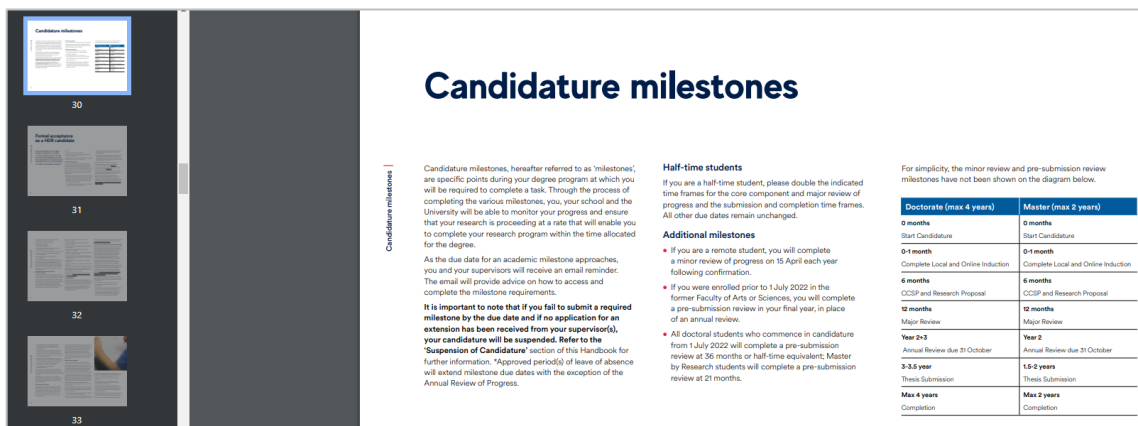 Candidature milestones
30
Formal acceptance
as a HDR candidate
31
32
33
Candidature milestones
Candidature milestones
Candidature milestones, hereafter referred to as 'milestones',
are specific points during your degree program at which you
will be required to complete a task. Through the process of
completing the various milestones, you, your school and the
University will be able to monitor your progress and ensure
that your research is proceeding at a rate that will enable you
to complete your research program within the time allocated
for the degree.
As the due date for an academic milestone approaches,
you and your supervisors will receive an email reminder.
The email will provide advice on how to access and
complete the milestone requirements.
It is important to note that if you fail to submit a required
milestone by the due date and if no application for an
extension has been received from your supervisor(s),
your candidature will be suspended. Refer to the
'Suspension of Candidature' section of this Handbook for
further information. *Approved period(s) of leave of absence
will extend milestone due dates with the exception of the
Annual Review of Progress.
Half-time students
If you are a half-time student, please double the indicated
time frames for the core component and major review of
progress and the submission and completion time frames.
All other due dates remain unchanged.
Additional milestones
• If you are a remote student, you will complete
a minor review of progress on 15 April each year
following confirmation.
• If you were enrolled prior to 1 July 2022 in the
former Faculty of Arts or Sciences, you will complete
a pre-submission review in your final year, in place
of an annual review.
• All doctoral students who commence in candidature
from 1 July 2022 will complete a pre-submission
review at 36 months or half-time equivalent; Master
by Research students will complete a pre-submission
review at 21 months.
For simplicity, the minor review and pre-submission review
milestones have not been shown on the diagram below.
Doctorate (max 4 years) Master (max 2 years)
0 months 0 months
Start Candidature Start Candidature
0-1 month 0-1 month
Complete Local and Online Induction Complete Local and Online Induction
6 months 6 months
CCSP and Research Proposal CCSP and Research Proposal
12 months 12 months
Major Review Major Review
Year 2+3 Year 2
Annual Review due 31 October Annual Review due 31 October
3-3.5 year 1.5-2 years
Thesis Submission Thesis Submission
Max 4 years Max 2 years
Completion Completion